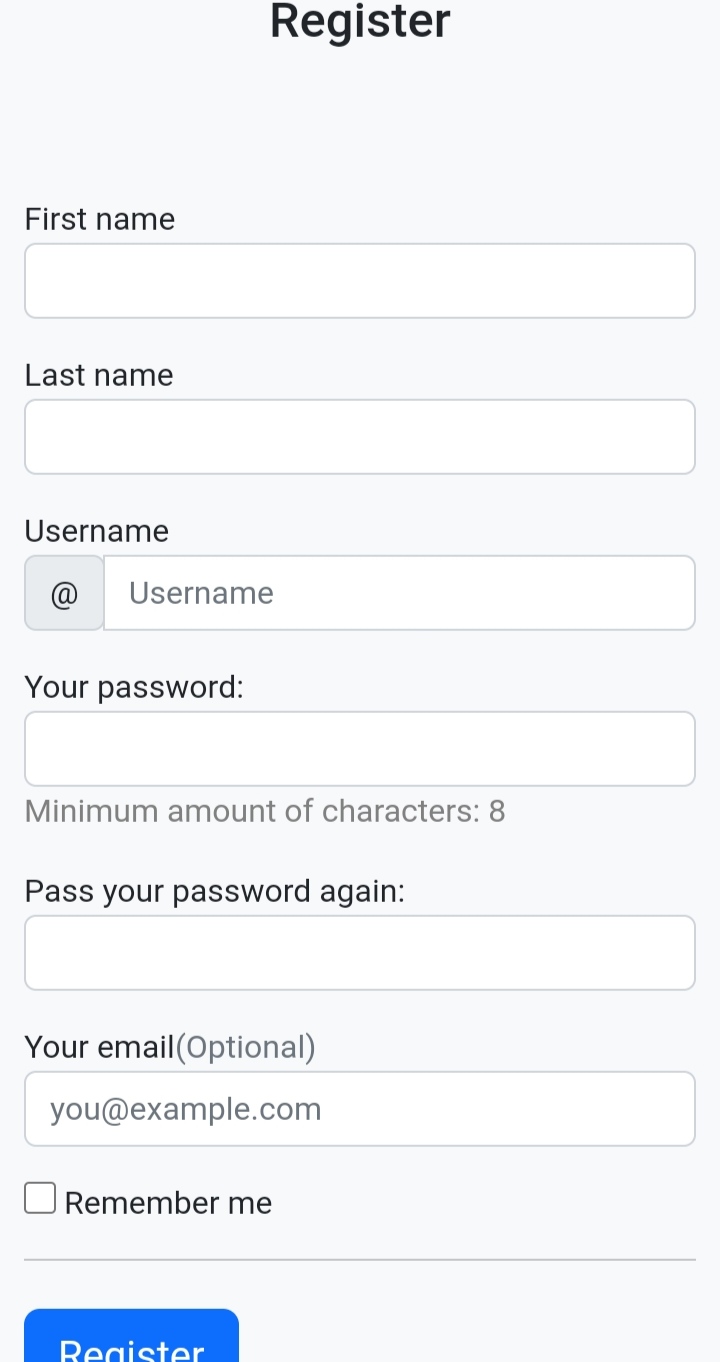 Register
First name
Last name
Username
@ Username
Your password:
Minimum amount of characters: 8
Pass your password again:
Your email(Optional)
you@example.com
Remember me
Register